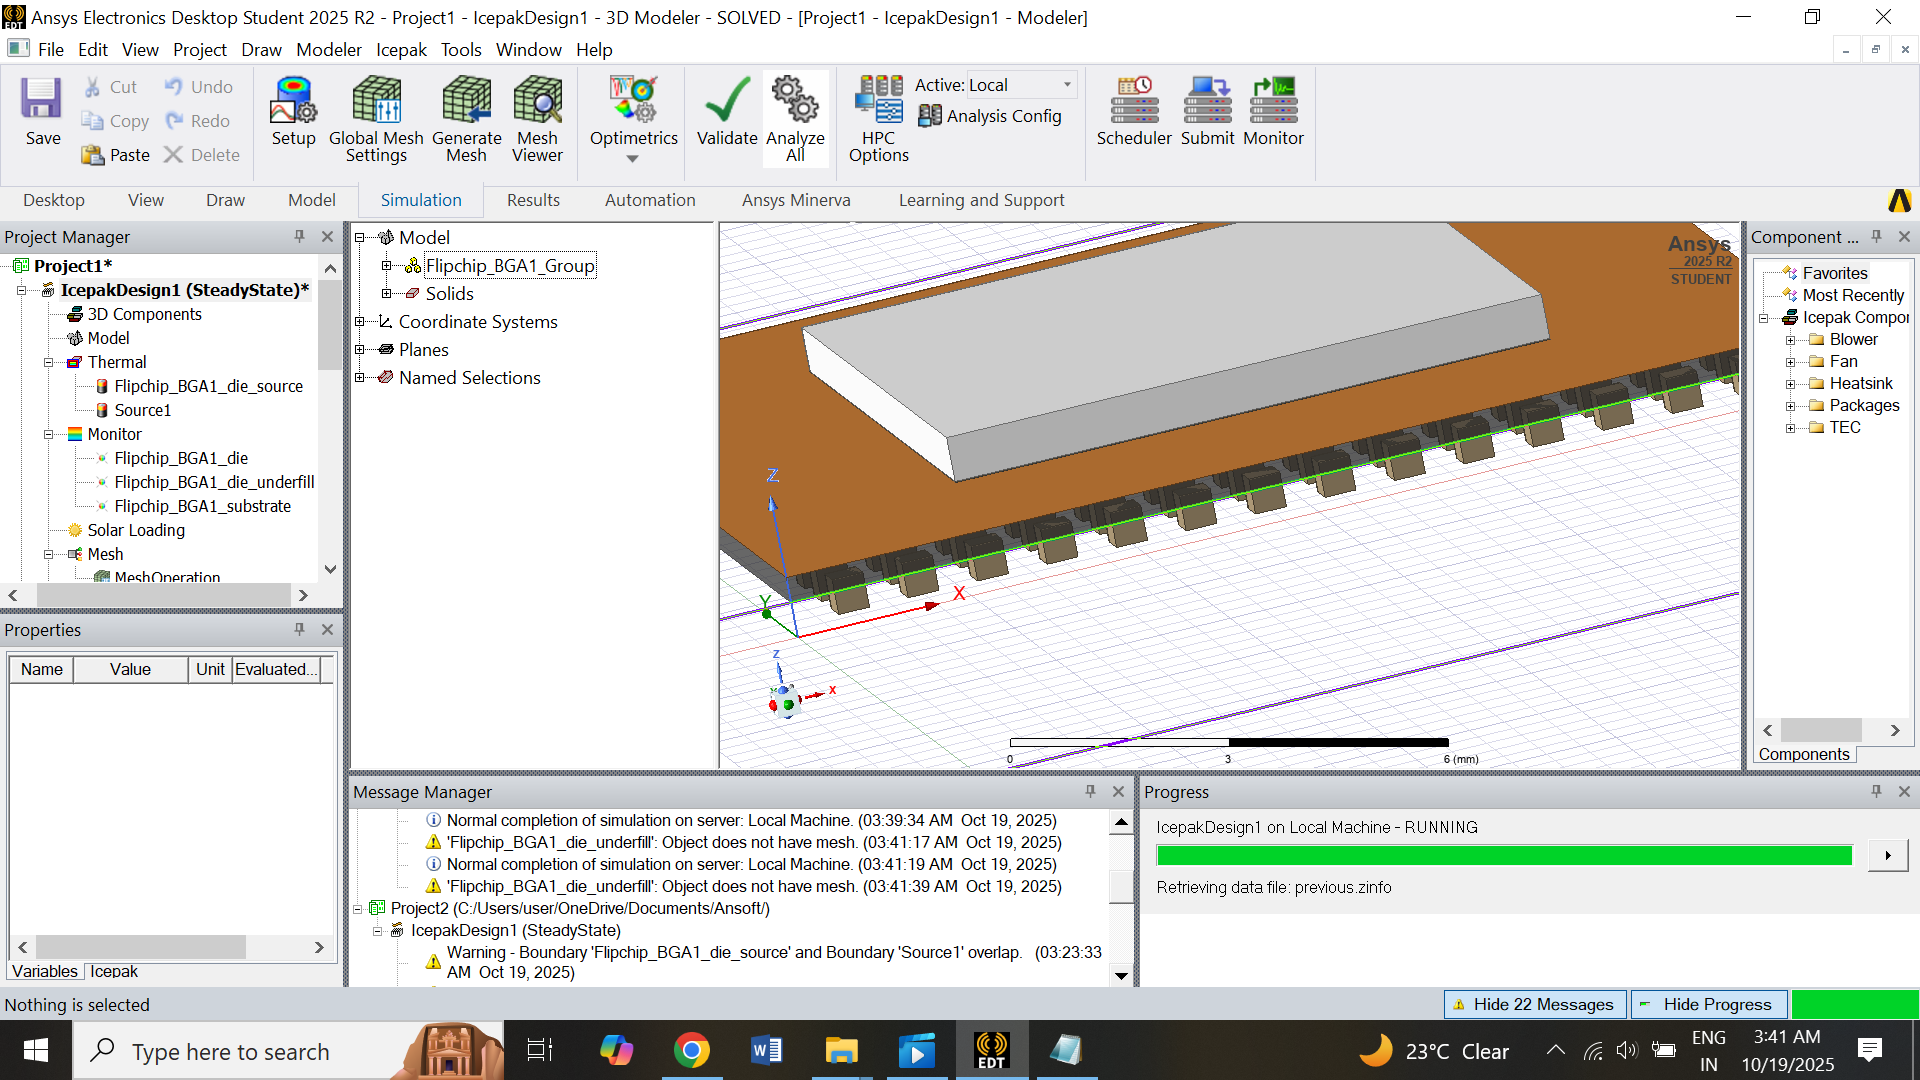 Ansys Electronics Desktop Student 2025 R2 - Project1 - IcepakDesign1 - 3D Modeler - SOLVED - [Project1 - IcepakDesign1 - Modeler]
File Edit View Project Draw Modeler Icepak Tools Window Help
Save
Cut
Copy
Paste
Undo
Redo
Delete
Setup
Global Mesh Settings
Generate Mesh
Mesh Viewer
Optimetrics
Validate
Analyze All
HPC Options
Active: Local
Analysis Config
Scheduler
Submit
Monitor
Desktop View Draw Model Simulation Results Automation Ansys Minerva Learning and Support
Project Manager
Project1*
IcepakDesign1 (SteadyState)*
3D Components
Model
Thermal
Flipchip_BGA1_die_source
Source1
Monitor
Flipchip_BGA1_die
Flipchip_BGA1_die_underfill
Flipchip_BGA1_substrate
Solar Loading
Mesh
MeshOperation
Properties
Name Value Unit Evaluated...
Variables Icepak
Model
Flipchip_BGA1_Group
Solids
Coordinate Systems
Planes
Named Selections
Ansys
2025 R2
STUDENT
Z
Y
X
z
x
0 3 6 (mm)
Component ...
Favorites
Most Recently
Icepak Compor
Blower
Fan
Heatsink
Packages
TEC
Components
Message Manager
Normal completion of simulation on server: Local Machine. (03:39:34 AM Oct 19, 2025)
'Flipchip_BGA1_die_underfill': Object does not have mesh. (03:41:17 AM Oct 19, 2025)
Normal completion of simulation on server: Local Machine. (03:41:19 AM Oct 19, 2025)
'Flipchip_BGA1_die_underfill': Object does not have mesh. (03:41:39 AM Oct 19, 2025)
Project2 (C:/Users/user/OneDrive/Documents/Ansoft/)
IcepakDesign1 (SteadyState)
Warning - Boundary 'Flipchip_BGA1_die_source' and Boundary 'Source1' overlap. (03:23:33
AM Oct 19, 2025)
Progress
IcepakDesign1 on Local Machine - RUNNING
Retrieving data file: previous.zinfo
Nothing is selected
Hide 22 Messages
Hide Progress
Type here to search
EDT
23°C Clear
ENG
IN
3:41 AM
10/19/2025